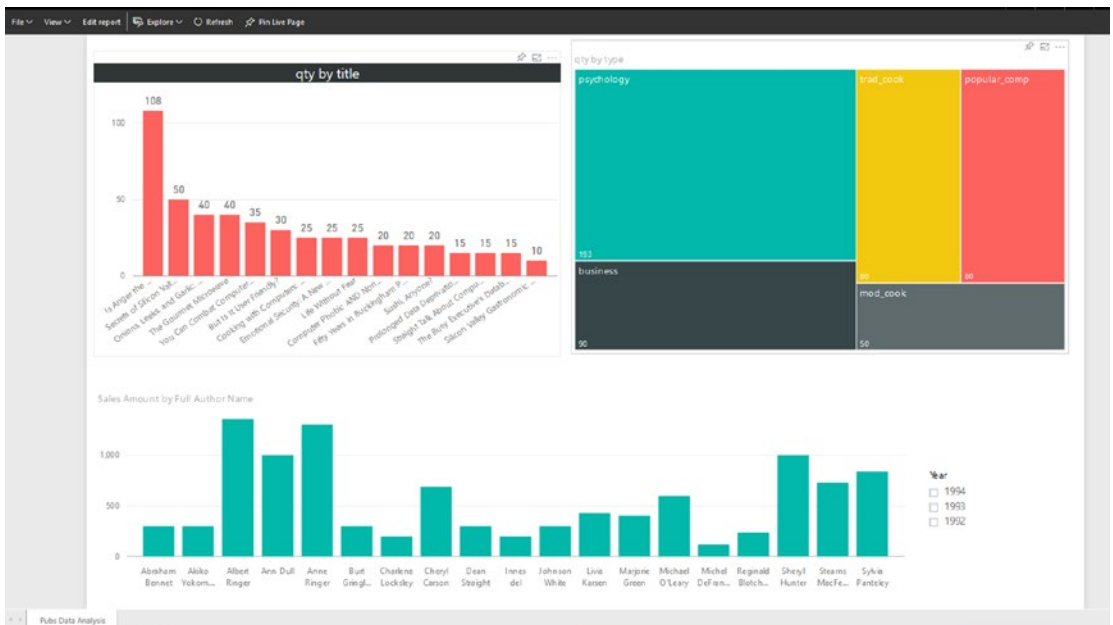 File View Edit report Explore Refresh Pin Live Page
qty by title
108
50
40
40
35
30
25
25
25
20
20
20
15
15
15
10
100
50
0
Is Anger the ...
Secrets of Silicon Vall...
Onions, Leeks, and Garlic: ...
The Gourmet Microwave
You Can Combat Computer...
But Is It User Friendly?
Cooking with Computers: ...
Emotional Security: A New ...
Life Without Fear
Computer Phobic AND Non...
Fifty Years in Buckingham P...
Sushi, Anyone?
Prolonged Data Deprivatio...
Straight Talk About Compu...
The Busy Executive's Datab...
Silicon Valley Gastronomic ...
qty by type
psychology
193
business
90
trad_cook
80
popular_comp
80
mod_cook
50
Sales Amount by Full Author Name
1,000
500
0
Abraham Bennet
Akiko Yokom...
Albert Ringer
Ann Dull
Anne Ringer
Burt Gringl...
Charlene Locksley
Cheryl Carson
Dean Straight
Innes del
Johnson White
Livia Karsen
Marjorie Green
Michael O'Leary
Michel DeFran...
Reginald Blotch...
Sheryl Hunter
Stearns MacFe...
Sylvia Panteley
Year
1994
1993
1992
Pubs Data Analysis